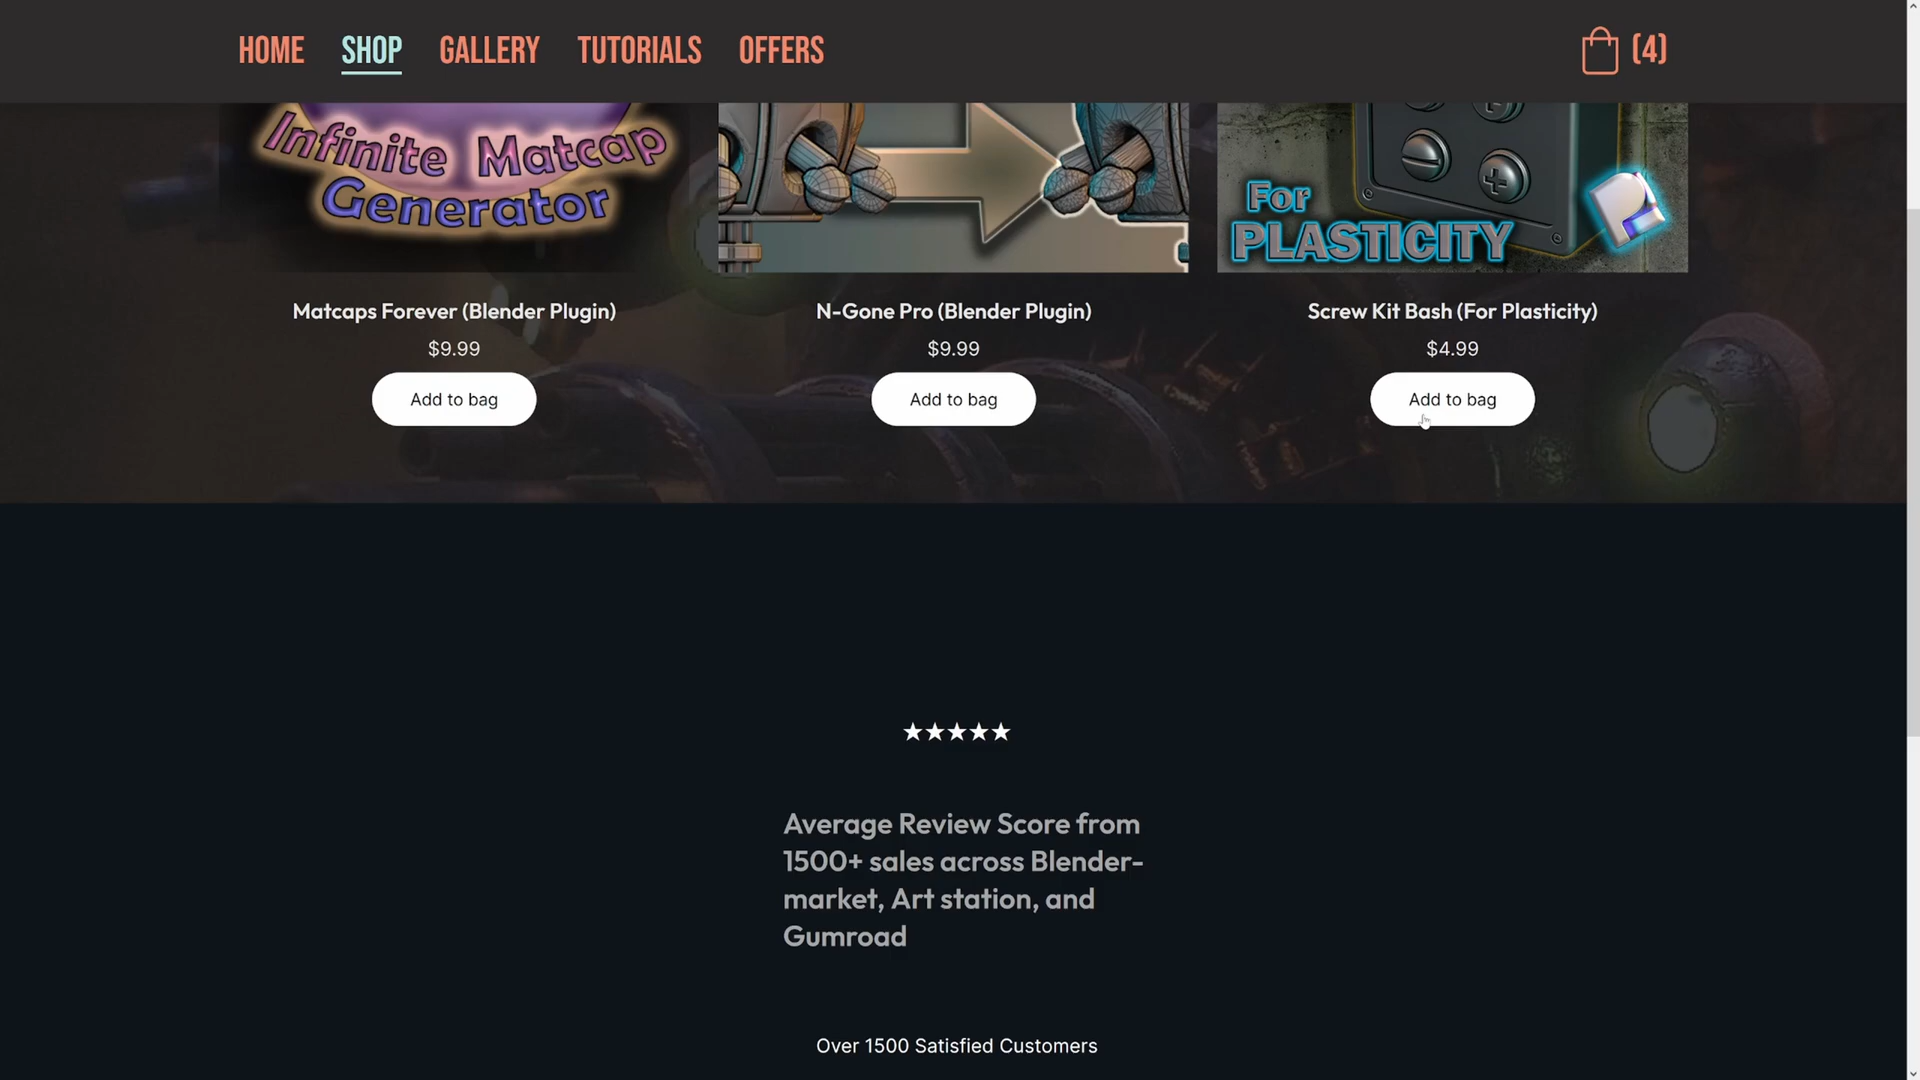 HOME SHOP GALLERY TUTORIALS OFFERS (4)
Infinite Matcap
Generator
For
PLASTICITY
Matcaps Forever (Blender Plugin)
$9.99
Add to bag
N-Gone Pro (Blender Plugin)
$9.99
Add to bag
Screw Kit Bash (For Plasticity)
$4.99
Add to bag
★★★★★
Average Review Score from
1500+ sales across Blender-
market, Art station, and
Gumroad
Over 1500 Satisfied Customers